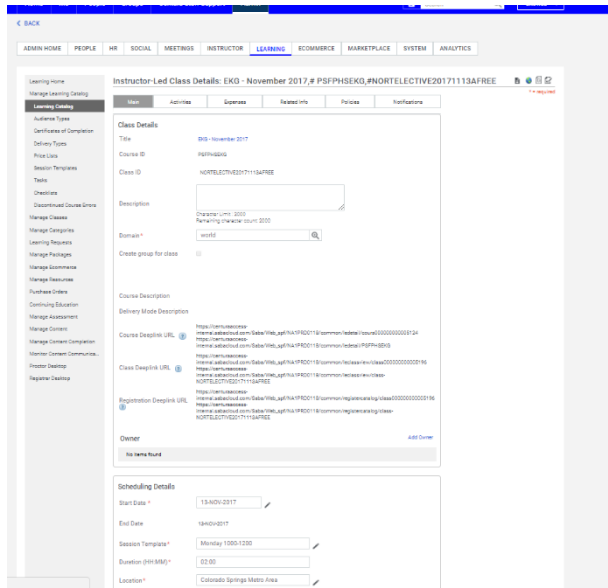 < BACK
ADMIN HOME PEOPLE HR SOCIAL MEETINGS INSTRUCTOR LEARNING ECOMMERCE MARKETPLACE SYSTEM ANALYTICS
Learning Home
Manage Learning Catalog
Learning Catalog
Audience Types
Certificates of Completion
Delivery Types
Price Lists
Session Templates
Tasks
Checklists
Discontinued Course Errors
Manage Classes
Manage Categories
Learning Requests
Manage Packages
Manage Ecommerce
Manage Resources
Purchase Orders
Continuing Education
Manage Assessment
Manage Content
Manage Content Completion
Monitor Content Communica...
Proctor Desktop
Registrar Desktop
Instructor-Led Class Details: EKG - November 2017,# PSFPHSEKG,#NORTELECTIVE20171113AFREE
* = required
Main Activities Expenses Related Info Policies Notifications
Class Details
Title EKG - November 2017
Course ID PSFPHSEKG
Class ID NORTELECTIVE20171113AFREE
Description
Character Limit : 2000
Remaining character count: 2000
Domain* world
Create group for class
Course Description
Delivery Mode Description
Course Deeplink URL
Class Deeplink URL
Registration Deeplink URL
NORTELECTIVE20171113AFREE
Owner Add Owner
No items found
Scheduling Details
Start Date * 13-NOV-2017
End Date 13-NOV-2017
Session Template* Monday 1000-1200
Duration (HH:MM)* 02:00
Location* Colorado Springs Metro Area